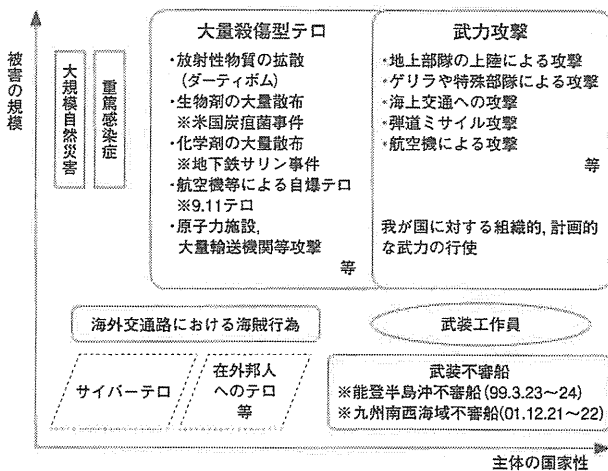 被害の規模
大規模自然災害
重篤感染症
大量殺傷型テロ
・放射性物質の拡散
(ダーティボム)
・生物剤の大量散布
※米国炭疽菌事件
・化学剤の大量散布
※地下鉄サリン事件
・航空機等による自爆テロ
※9.11テロ
・原子力施設,
大量輸送機関等攻撃
等
武力攻撃
・地上部隊の上陸による攻撃
・ゲリラや特殊部隊による攻撃
・海上交通への攻撃
・弾道ミサイル攻撃
・航空機による攻撃
等
我が国に対する組織的, 計画的
な武力の行使
海外交通路における海賊行為
武装工作員
サイバーテロ
在外邦人
へのテロ
等
武装不審船
※能登半島沖不審船(99.3.23～24)
※九州南西海域不審船(01.12.21～22)
主体の国家性